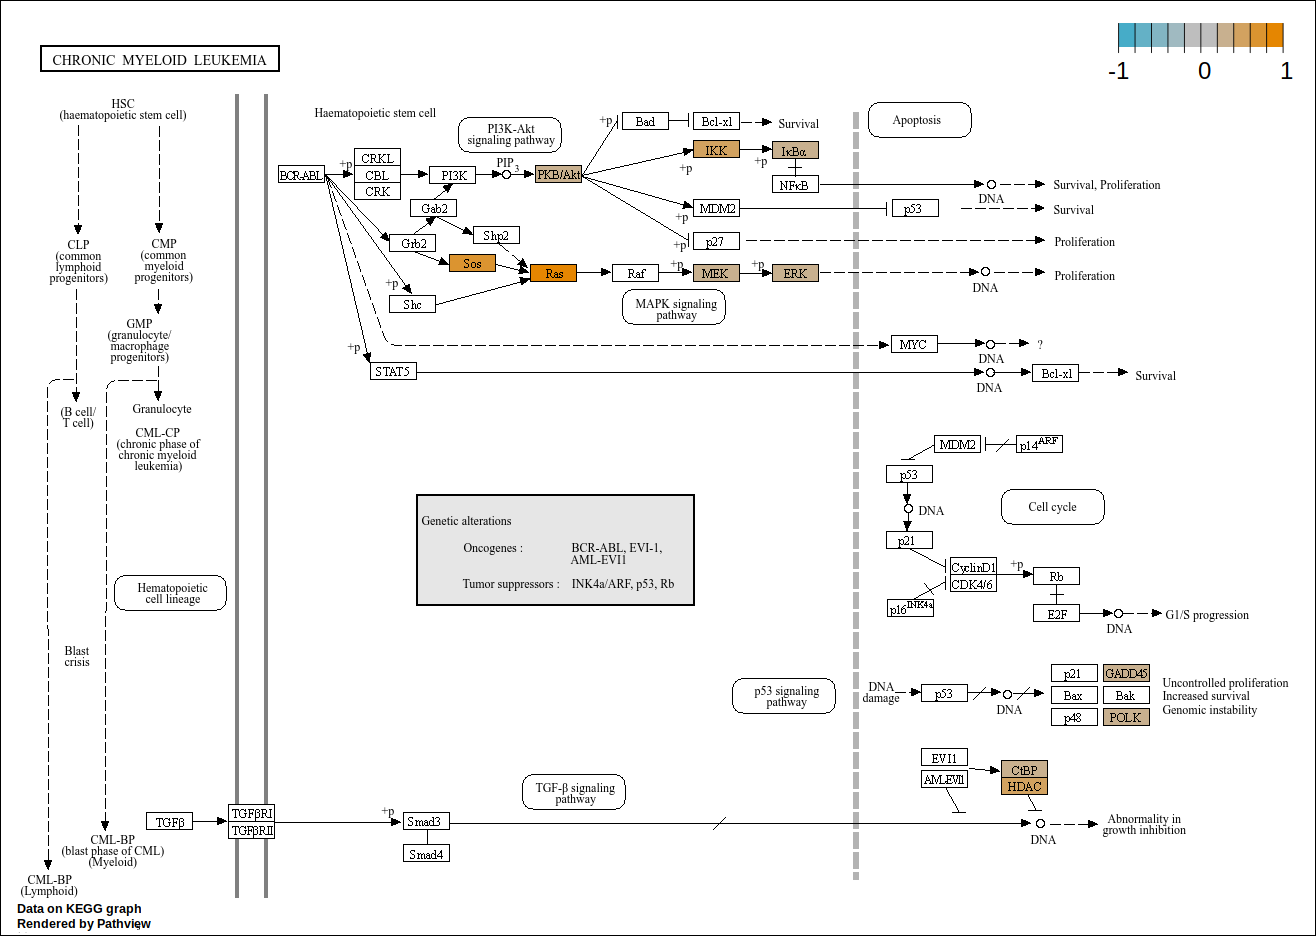 -1 0 1
CHRONIC MYELOID LEUKEMIA
HSC
(haematopoietic stem cell)
CLP
(common
lymphoid
progenitors)
CMP
(common
myeloid
progenitors)
GMP
(granulocyte/
macrophage
progenitors)
(B cell/
T cell)
Granulocyte
CML-CP
(chronic phase of
chronic myeloid
leukemia)
Hematopoietic
cell lineage
Blast
crisis
CML-BP
(blast phase of CML)
(Myeloid)
CML-BP
(Lymphoid)
Haematopoietic stem cell
PI3K-Akt
signaling pathway
BCR-ABL
+p
CRKL
CBL
CRK
PI3K
PIP3
PKB/Akt
Gab2
Grb2
Shp2
Sos
Ras
Raf
+p
MEK
+p
ERK
DNA
Proliferation
+p
Shc
MAPK signaling
pathway
+p
STAT5
+p
Bad
Bcl-xl
Survival
Apoptosis
+p
IKK
+p
IκBα
NFκB
DNA
Survival, Proliferation
+p
MDM2
p53
Survival
+p
p27
Proliferation
MYC
DNA
?
DNA
Bcl-xl
Survival
Genetic alterations
Oncogenes : BCR-ABL, EVI-1,
AML-EVI1
Tumor suppressors : INK4a/ARF, p53, Rb
MDM2
p14ARF
p53
DNA
Cell cycle
p21
CyclinD1
CDK4/6
p16INK4a
+p
Rb
E2F
DNA
G1/S progression
p53 signaling
pathway
DNA
damage
p53
DNA
p21
GADD45
Bax
Bak
p48
POLK
Uncontrolled proliferation
Increased survival
Genomic instability
EVI1
AML-EVI1
CtBP
HDAC
TGFβ
TGFβRI
TGFβRII
+p
Smad3
Smad4
TGF-β signaling
pathway
DNA
Abnormality in
growth inhibition
Data on KEGG graph
Rendered by Pathview